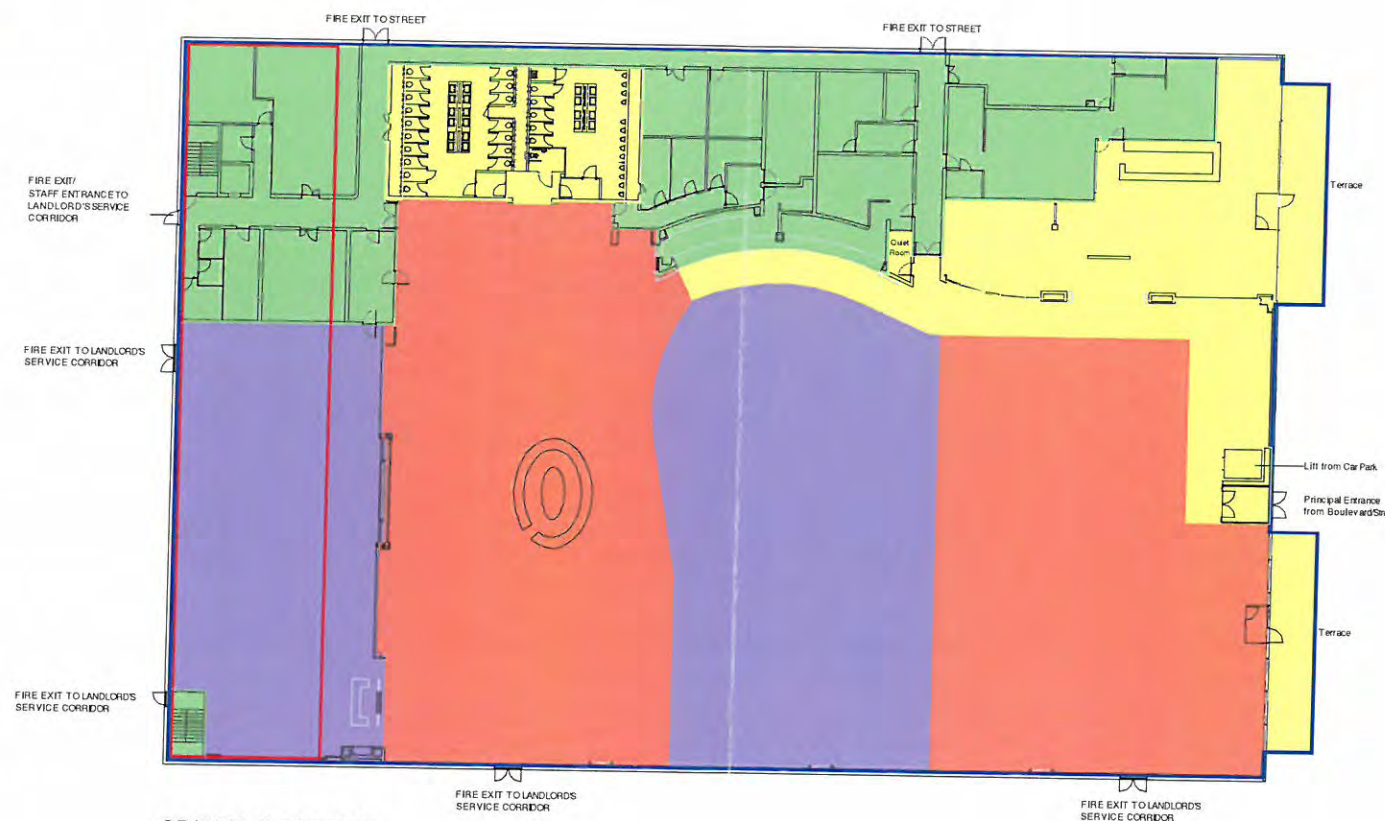 FIRE EXIT TO STREET
FIRE EXIT TO STREET
FIRE EXIT/
STAFF ENTRANCE TO
LANDLORD'S SERVICE
CORRIDOR
Terrace
Quiet
Room
FIRE EXIT TO LANDLORD'S
SERVICE CORRIDOR
Lift from Car Park
Principal Entrance
from Boulevard/Str
Terrace
FIRE EXIT TO LANDLORD'S
SERVICE CORRIDOR
FIRE EXIT TO LANDLORD'S
SERVICE CORRIDOR
FIRE EXIT TO LANDLORD'S
SERVICE CORRIDOR